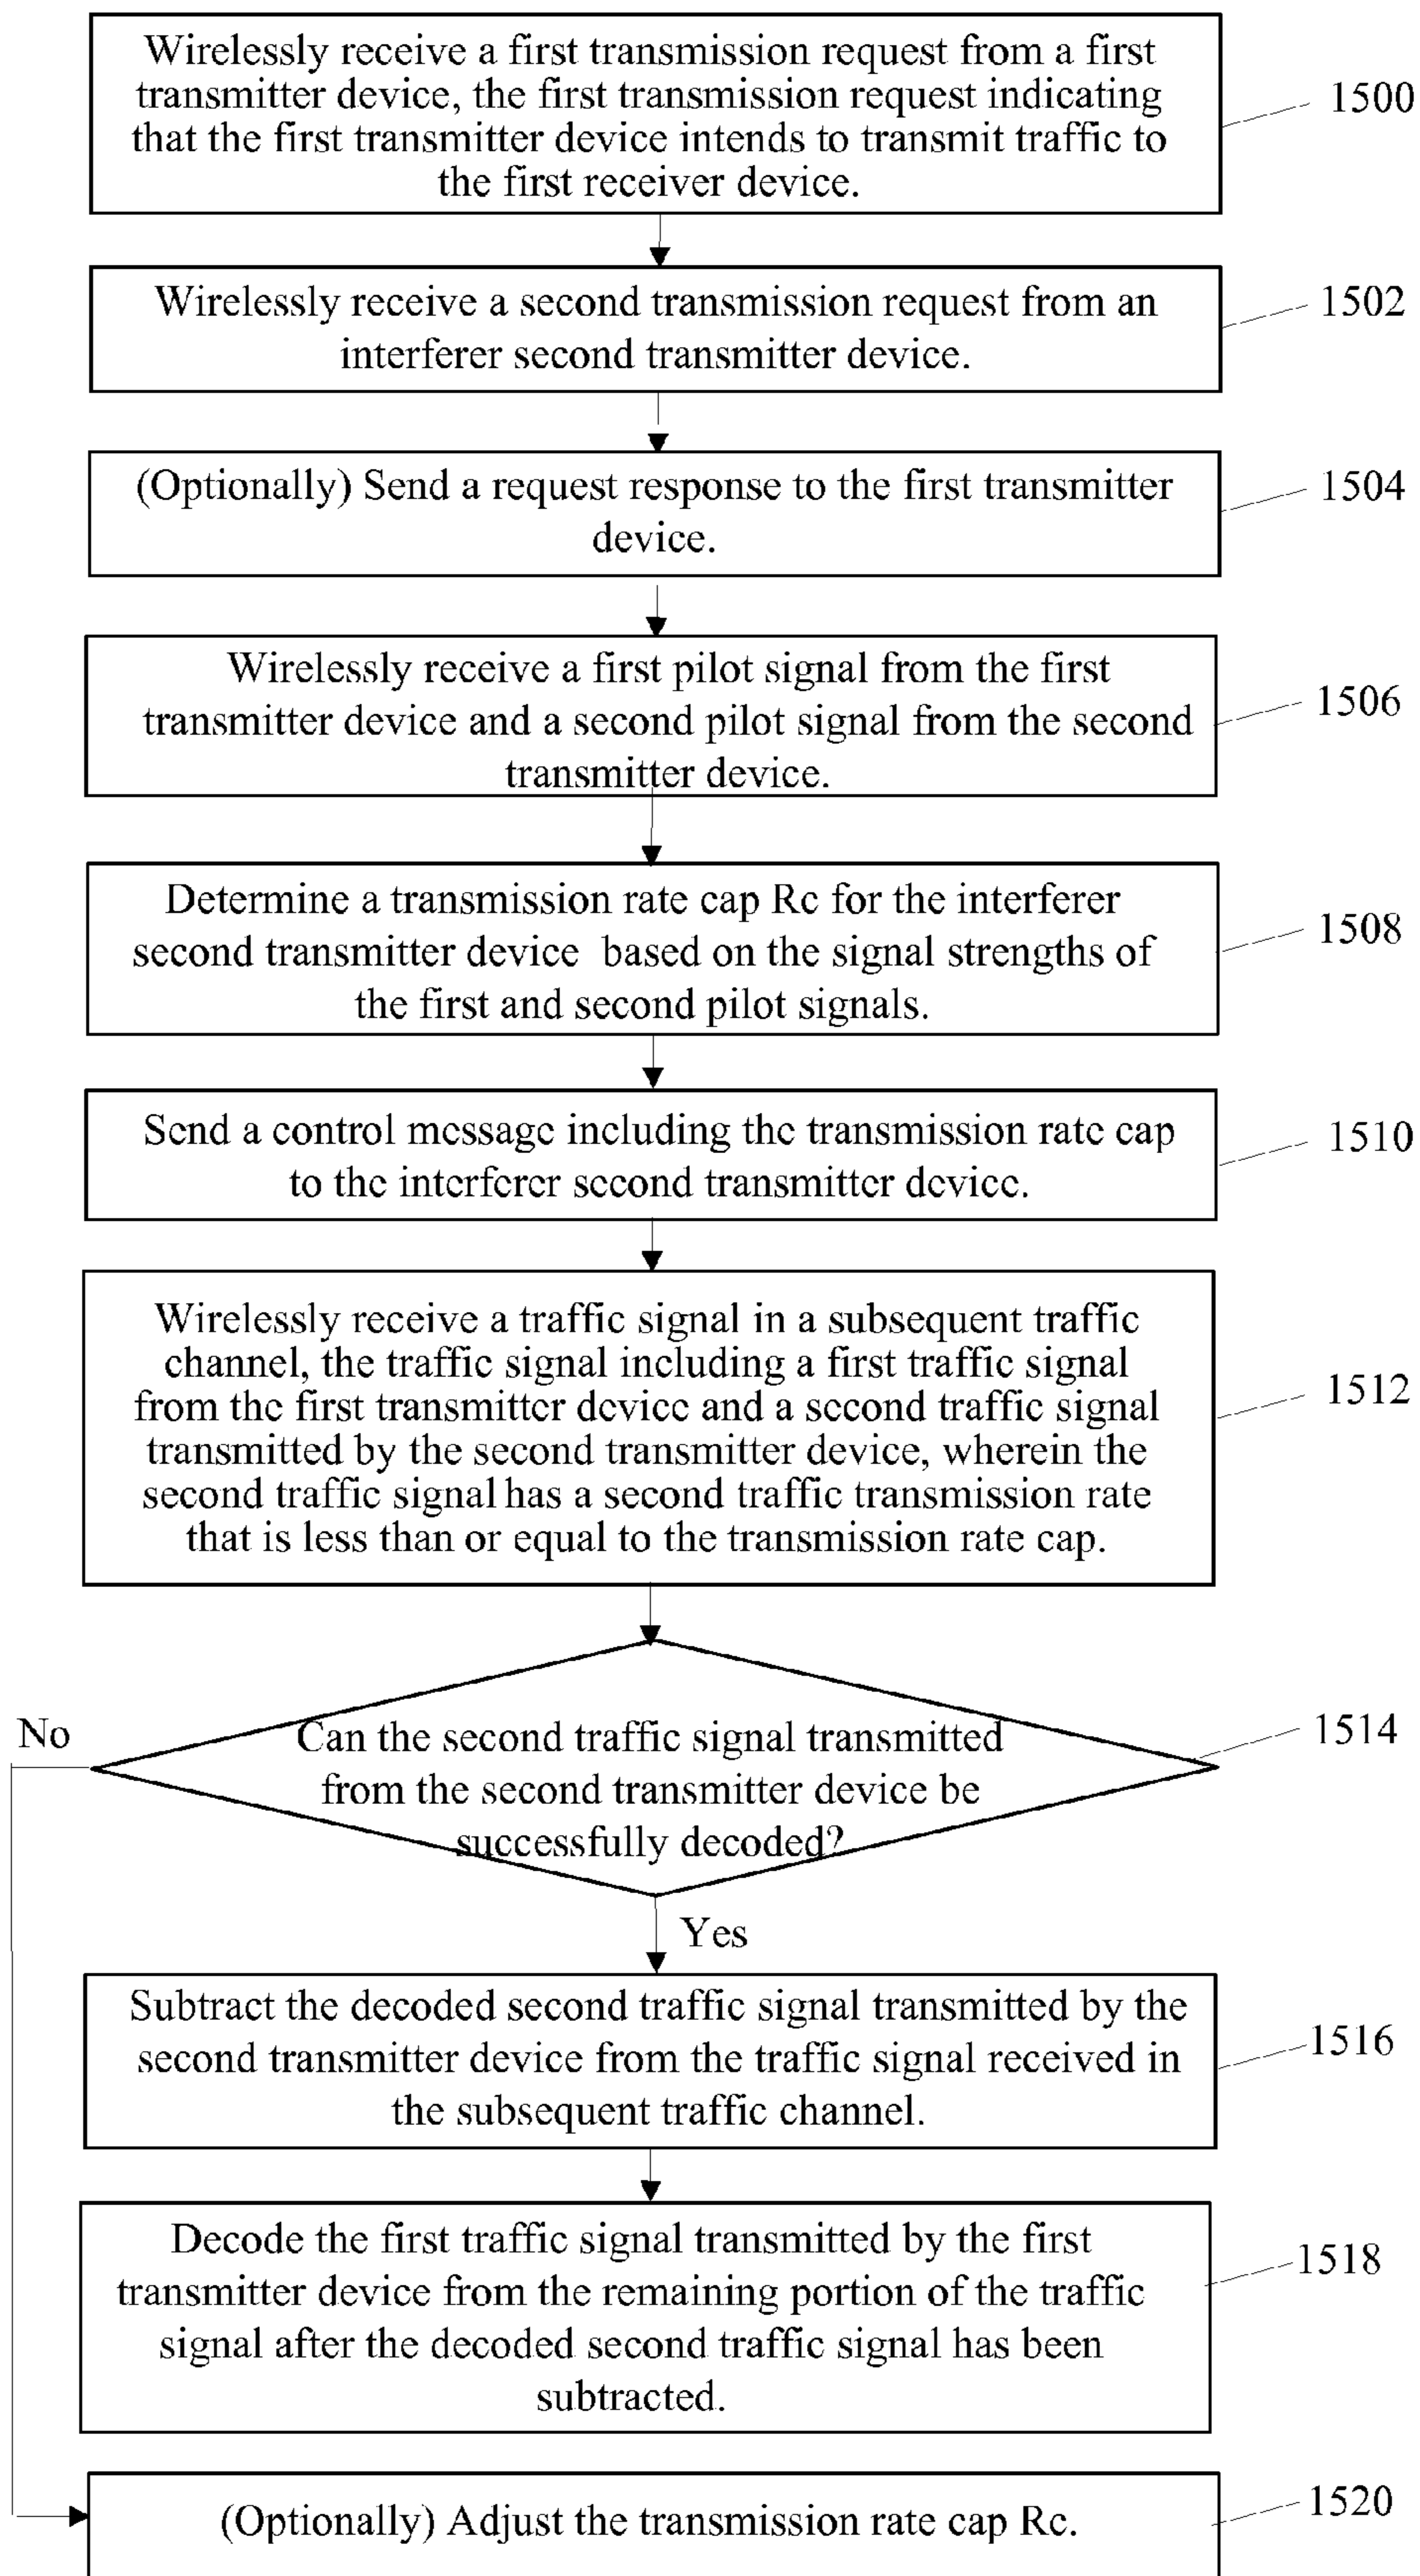 Wirelessly receive a first transmission request from a first
transmitter device, the first transmission request indicating
that the first transmitter device intends to transmit traffic to
the first receiver device.
1500
Wirelessly receive a second transmission request from an
interferer second transmitter device.
1502
(Optionally) Send a request response to the first transmitter
device.
1504
Wirelessly receive a first pilot signal from the first
transmitter device and a second pilot signal from the second
transmitter device.
1506
Determine a transmission rate cap Rc for the interferer
second transmitter device based on the signal strengths of
the first and second pilot signals.
1508
Send a control message including the transmission rate cap
to the interferer second transmitter device.
1510
Wirelessly receive a traffic signal in a subsequent traffic
channel, the traffic signal including a first traffic signal
from the first transmitter device and a second traffic signal
transmitted by the second transmitter device, wherein the
second traffic signal has a second traffic transmission rate
that is less than or equal to the transmission rate cap.
1512
No
Can the second traffic signal transmitted
from the second transmitter device be
successfully decoded?
1514
Yes
Subtract the decoded second traffic signal transmitted by the
second transmitter device from the traffic signal received in
the subsequent traffic channel.
1516
Decode the first traffic signal transmitted by the first
transmitter device from the remaining portion of the traffic
signal after the decoded second traffic signal has been
subtracted.
1518
(Optionally) Adjust the transmission rate cap Rc.
1520